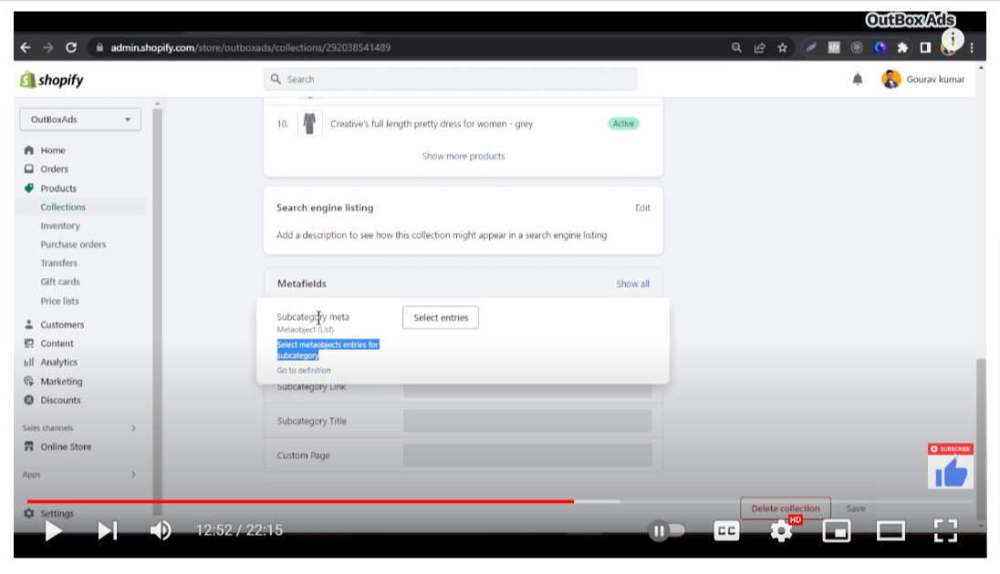 OutBox Ads
admin.shopify.com/store/outboxads/collections/292038541489
shopify
Search
Gourav kumar
OutBoxAds
Home
Orders
Products
Collections
Inventory
Purchase orders
Transfers
Gift cards
Price lists
Customers
Content
Analytics
Marketing
Discounts
Sales channels
Online Store
Apps
Settings
10. Creative's full length pretty dress for women - grey Active
Show more products
Search engine listing Edit
Add a description to see how this collection might appear in a search engine listing
Metafields Show all
Subcategory meta Select entries
Metaobject (List)
Select metaobjects entries for
subcategory
Go to definition
Subcategory Link
Subcategory Title
Custom Page
SUBSCRIBE
Delete collection Save
12:52 / 22:15
CC
HD